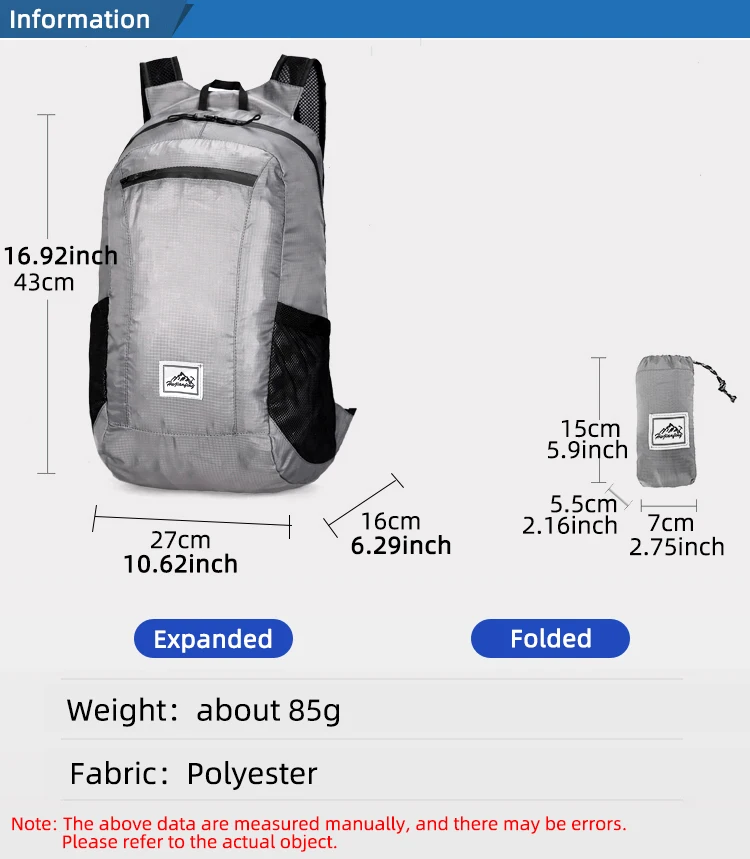 Information
16.92inch
43cm
Huijianfeng
27cm
10.62inch
16cm
6.29inch
15cm
5.9inch
Huijianfeng
5.5cm
2.16inch
7cm
2.75inch
Expanded
Folded
Weight: about 85g
Fabric: Polyester
Note: The above data are measured manually, and there may be errors.
Please refer to the actual object.